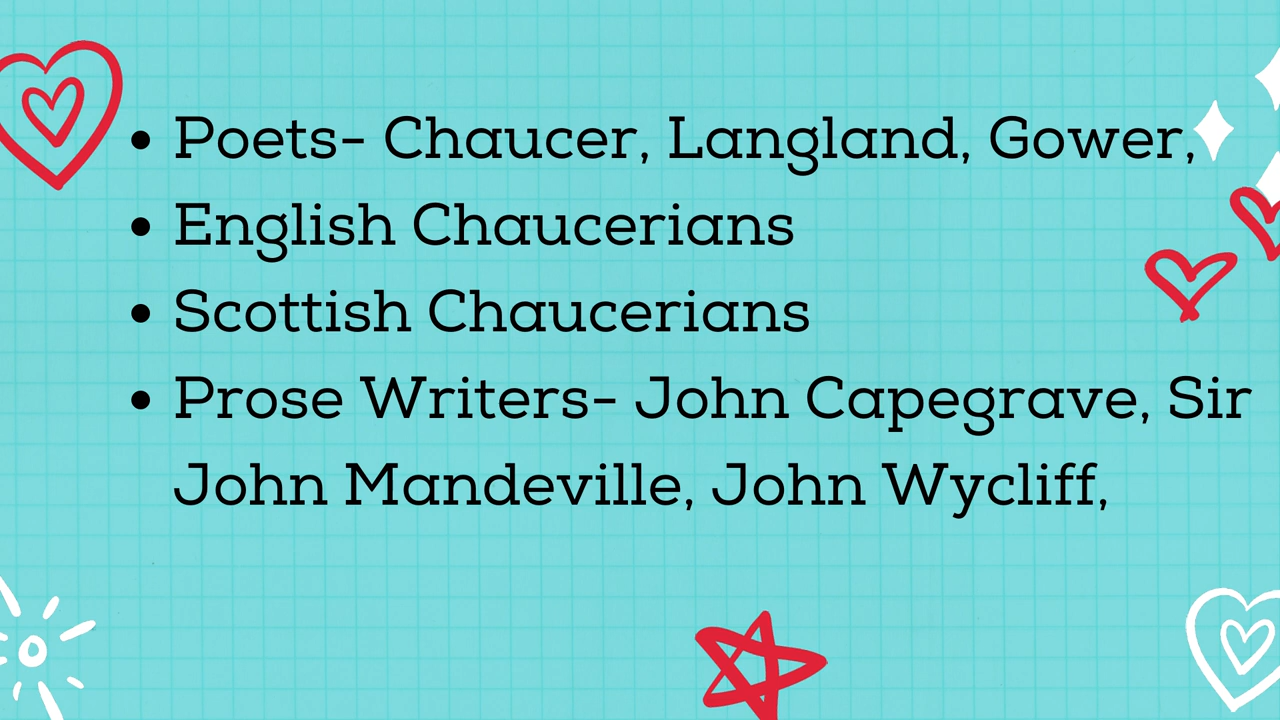 • Poets- Chaucer, Langland, Gower,
• English Chaucerians
• Scottish Chaucerians
• Prose Writers- John Capegrave, Sir
John Mandeville, John Wycliff,